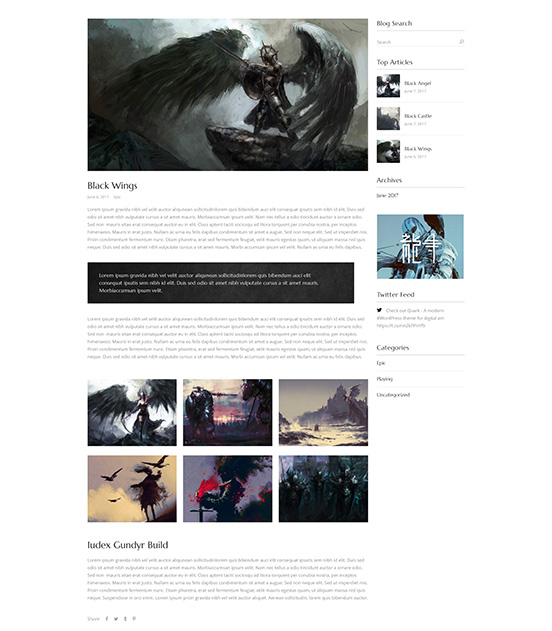 Black Wings
June 6, 2017 Epic
Lorem ipsum gravida nibh vel velit auctor aliquetean sollicitudinlorem quis bibendum auci elit consequat ipsutis sem nibh id elit. Duis sed
odio sit amet nibh vulputate cursus a sit amet mauris. Morbiaccumsan ipsum velit. Nam nec tellus a odio tincidunt auctor a ornare odio.
Sed non mauris vitae erat consequat auctor eu in elit. Class aptent taciti sociosqu ad litora torquent per conubia nostra, per inceptos
himenaeos. Mauris in erat justo. Nullam ac urna eu felis dapibus condimentum sit amet a augue. Sed non neque elit. Sed ut imperdiet nisi.
Proin condimentum fermentum nunc. Etiam pharetra, erat sed fermentum feugiat, velit mauris egestas quam, ut aliquam massa nisl quis
neque. Duis sed odio sit amet nibh vulputate cursus a sit amet mauris. Nullam ac urna eu felis dapibus.
Lorem ipsum gravida nibh vel velit auctor aliqunean sollicitudinlorem quis bibendum auci elit
consequat ipsutis sem nibh id elit. Duis sed odio sit amet nibh vulputate cursus a sit amet mauris.
Morbiaccumsan ipsum velit.
Lorem ipsum gravida nibh vel velit auctor aliquetean sollicitudinlorem quis bibendum auci elit consequat ipsutis sem nibh id elit. Duis sed
odio sit amet nibh vulputate cursus a sit amet mauris. Morbiaccumsan ipsum velit. Nam nec tellus a odio tincidunt auctor a ornare odio.
Sed non mauris vitae erat consequat auctor eu in elit. Class aptent taciti sociosqu ad litora torquent per conubia nostra, per inceptos
himenaeos. Mauris in erat justo. Nullam ac urna eu felis dapibus condimentum sit amet a augue. Sed non neque elit. Sed ut imperdiet nisi.
Proin condimentum fermentum nunc. Etiam pharetra, erat sed fermentum feugiat, velit mauris egestas quam, ut aliquam massa nisl quis
neque. Duis sed odio sit amet nibh vulputate cursus a sit amet mauris. Morbi accumsan ipsum velit. Nullam ac urna eu felis dapibus.
Iudex Gundyr Build
Lorem ipsum gravida nibh vel velit auctor aliquetean sollicitudinlorem quis bibendum auci elit consequat ipsutis sem nibh id elit. Duis sed
odio sit amet nibh vulputate cursus a sit amet mauris. Morbiaccumsan ipsum velit. Nam nec tellus a odio tincidunt auctor a ornare odio.
Sed non mauris vitae erat consequat auctor eu in elit. Class aptent taciti sociosqu ad litora torquent per conubia nostra, per inceptos
himenaeos. Mauris in erat justo. Nullam ac urna eu felis dapibus condimentum sit amet a augue. Sed non neque elit. Sed ut imperdiet nisi.
Proin condimentum fermentum nunc. Etiam pharetra, erat sed fermentum feugiat, velit mauris egestas quam, ut aliquam massa nisl quis
neque. Suspendisse in orci enim. Lorem ipsum proin gravida nibh vel velit auctor aliquet. Aenean sollicitudin, lorem quis bibendum auctor.
Share
Blog Search
Search
Top Articles
Black Angel
June 7, 2017
Black Castle
June 7, 2017
Black Wings
June 6, 2017
Archives
June 2017
Twitter Feed
Check out Quark - A modern
#WordPress theme for digital art
Categories
Epic
Playing
Uncategorized